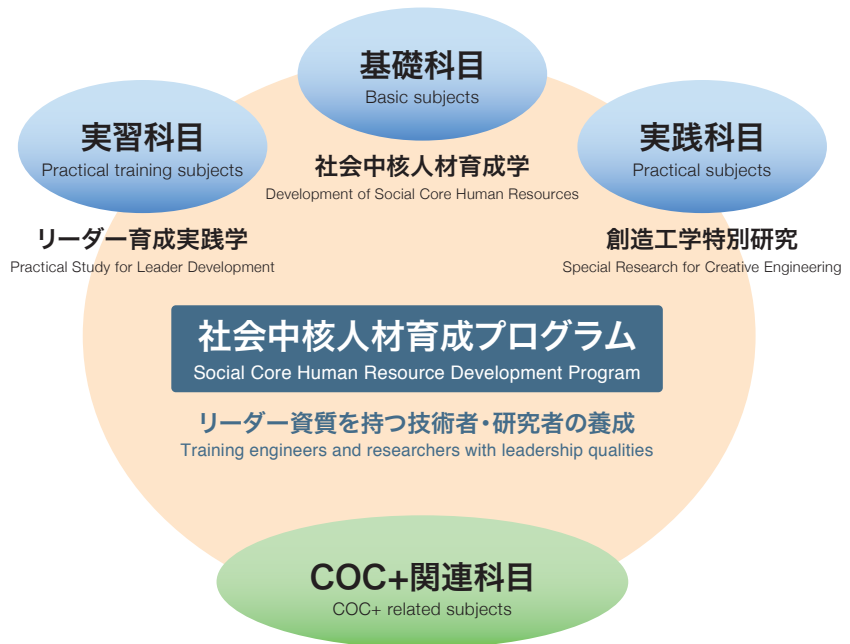 基礎科目
Basic subjects
実習科目
Practical training subjects
実践科目
Practical subjects
社会中核人材育成学
Development of Social Core Human Resources
リーダー育成実践学
Practical Study for Leader Development
創造工学特別研究
Special Research for Creative Engineering
社会中核人材育成プログラム
Social Core Human Resource Development Program
リーダー資質を持つ技術者・研究者の養成
Training engineers and researchers with leadership qualities
COC+関連科目
COC+ related subjects